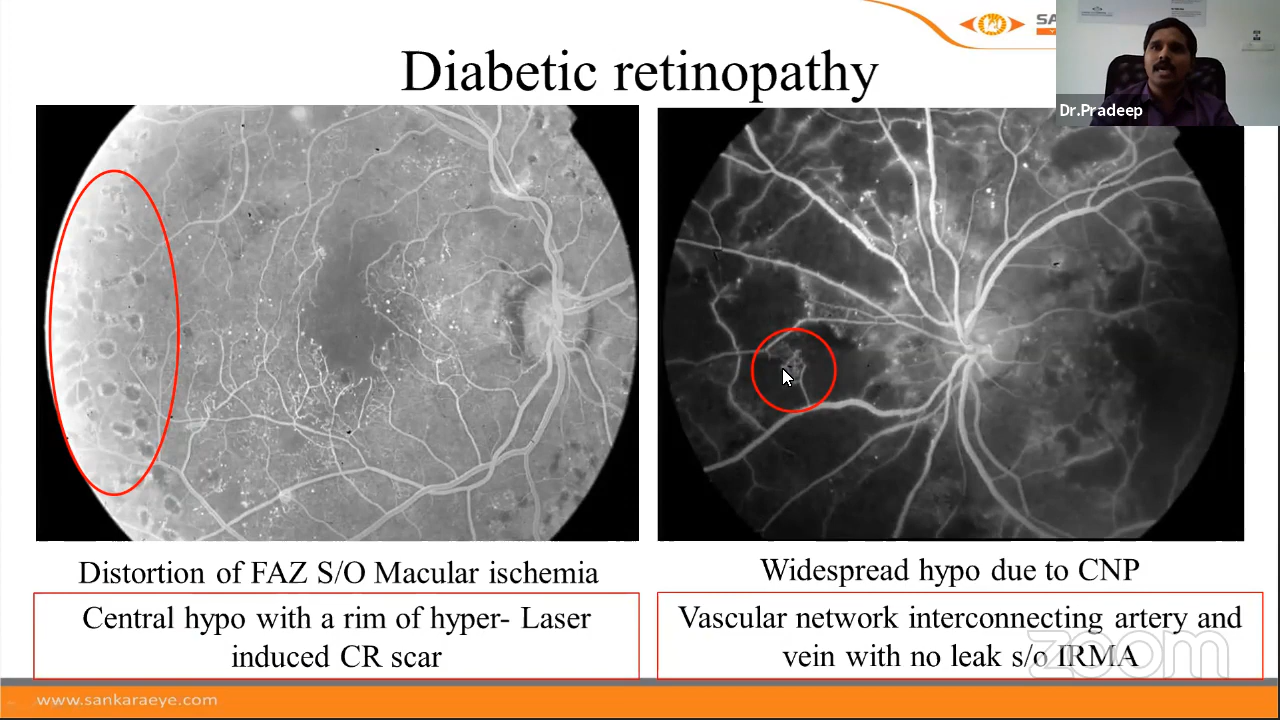 SA
Diabetic retinopathy
Dr.Pradeep
Distortion of FAZ S/O Macular ischemia
Central hypo with a rim of hyper- Laser
induced CR scar
Widespread hypo due to CNP
Vascular network interconnecting artery and
vein with no leak s/o IRMA
zoom
www.sankaraeye.com